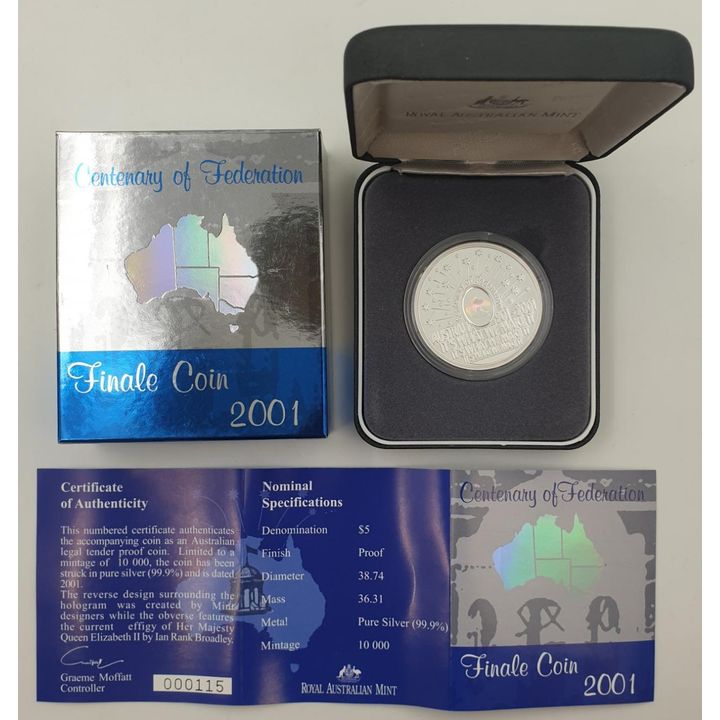 Centenary of Federation
Finale Coin
2001
ROYAL AUSTRALIAN MINT
Certificate
of Authenticity
This numbered certificate authenticates
the accompanying coin as an Australian
legal tender proof coin. Limited to a
mintage of 10 000, the coin has been
struck in pure silver (99.9%) and is dated
2001.
The reverse design surrounding the
hologram was created by Mint
designers while the obverse features
the current effigy of Her Majesty
Queen Elizabeth II by Ian Rank Broadley.
Graeme Moffatt
Controller
000115
Nominal
Specifications
Denomination $5
Finish Proof
Diameter 38.74
Mass 36.31
Metal Pure Silver (99.9%)
Mintage 10 000
ROYAL AUSTRALIAN MINT
Centenary of Federation
Finale Coin
2001